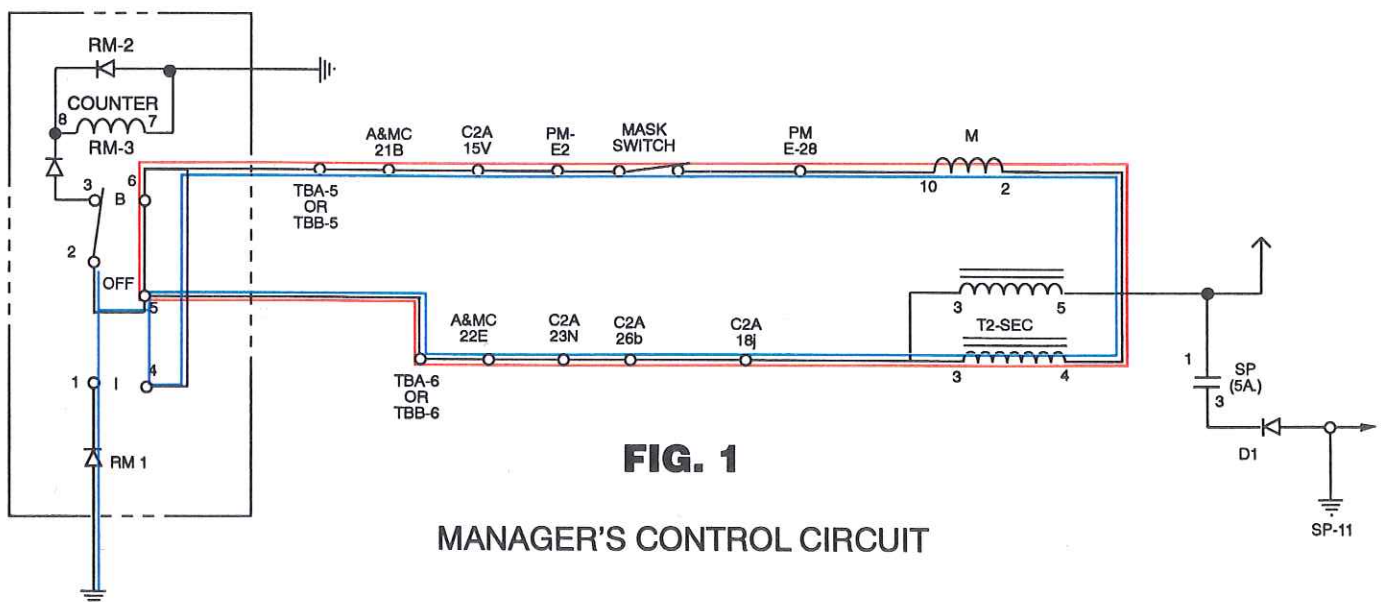 RM-2
COUNTER
8
7
RM-3
3
B
6
2
OFF
5
1
I
4
RM 1
A&MC
21B
C2A
15V
PM-
E2
MASK
SWITCH
PM
E-28
M
10
2
TBA-5
OR
TBB-5
3
5
T2-SEC
3
4
A&MC
22E
C2A
23N
C2A
26b
C2A
18j
TBA-6
OR
TBB-6
1
SP
(5A.)
3
D1
SP-11
FIG. 1
MANAGER'S CONTROL CIRCUIT